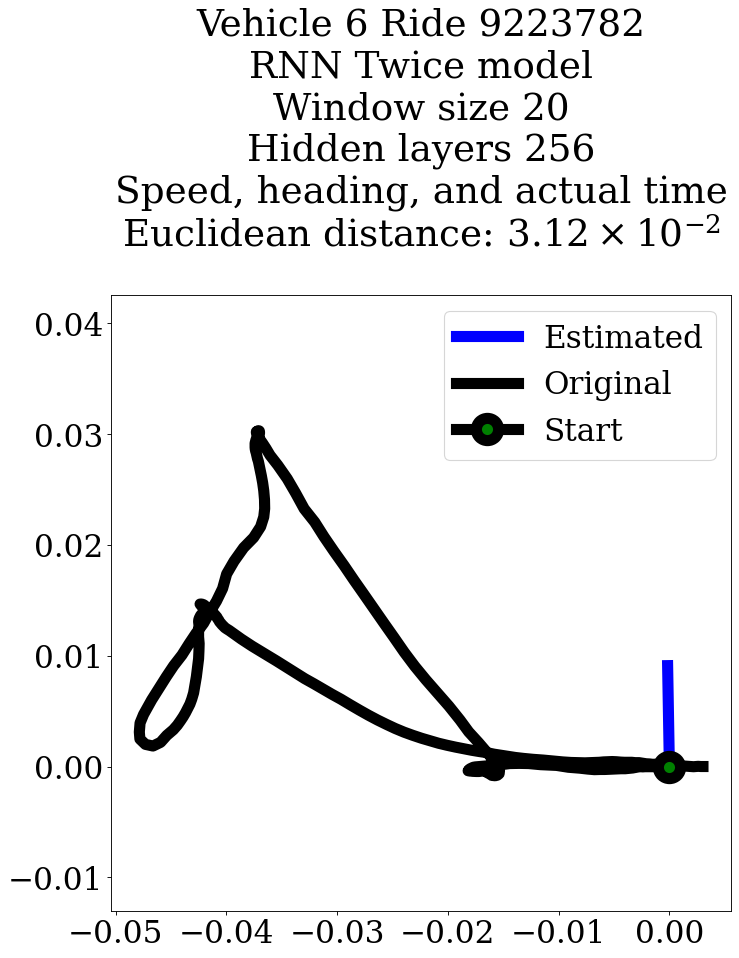 Vehicle 6 Ride 9223782
RNN Twice model
Window size 20
Hidden layers 256
Speed, heading, and actual time
Euclidean distance: 3.12 × 10⁻²
Estimated
Original
Start
0.04
0.03
0.02
0.01
0.00
−0.01
−0.05 −0.04 −0.03 −0.02 −0.01 0.00